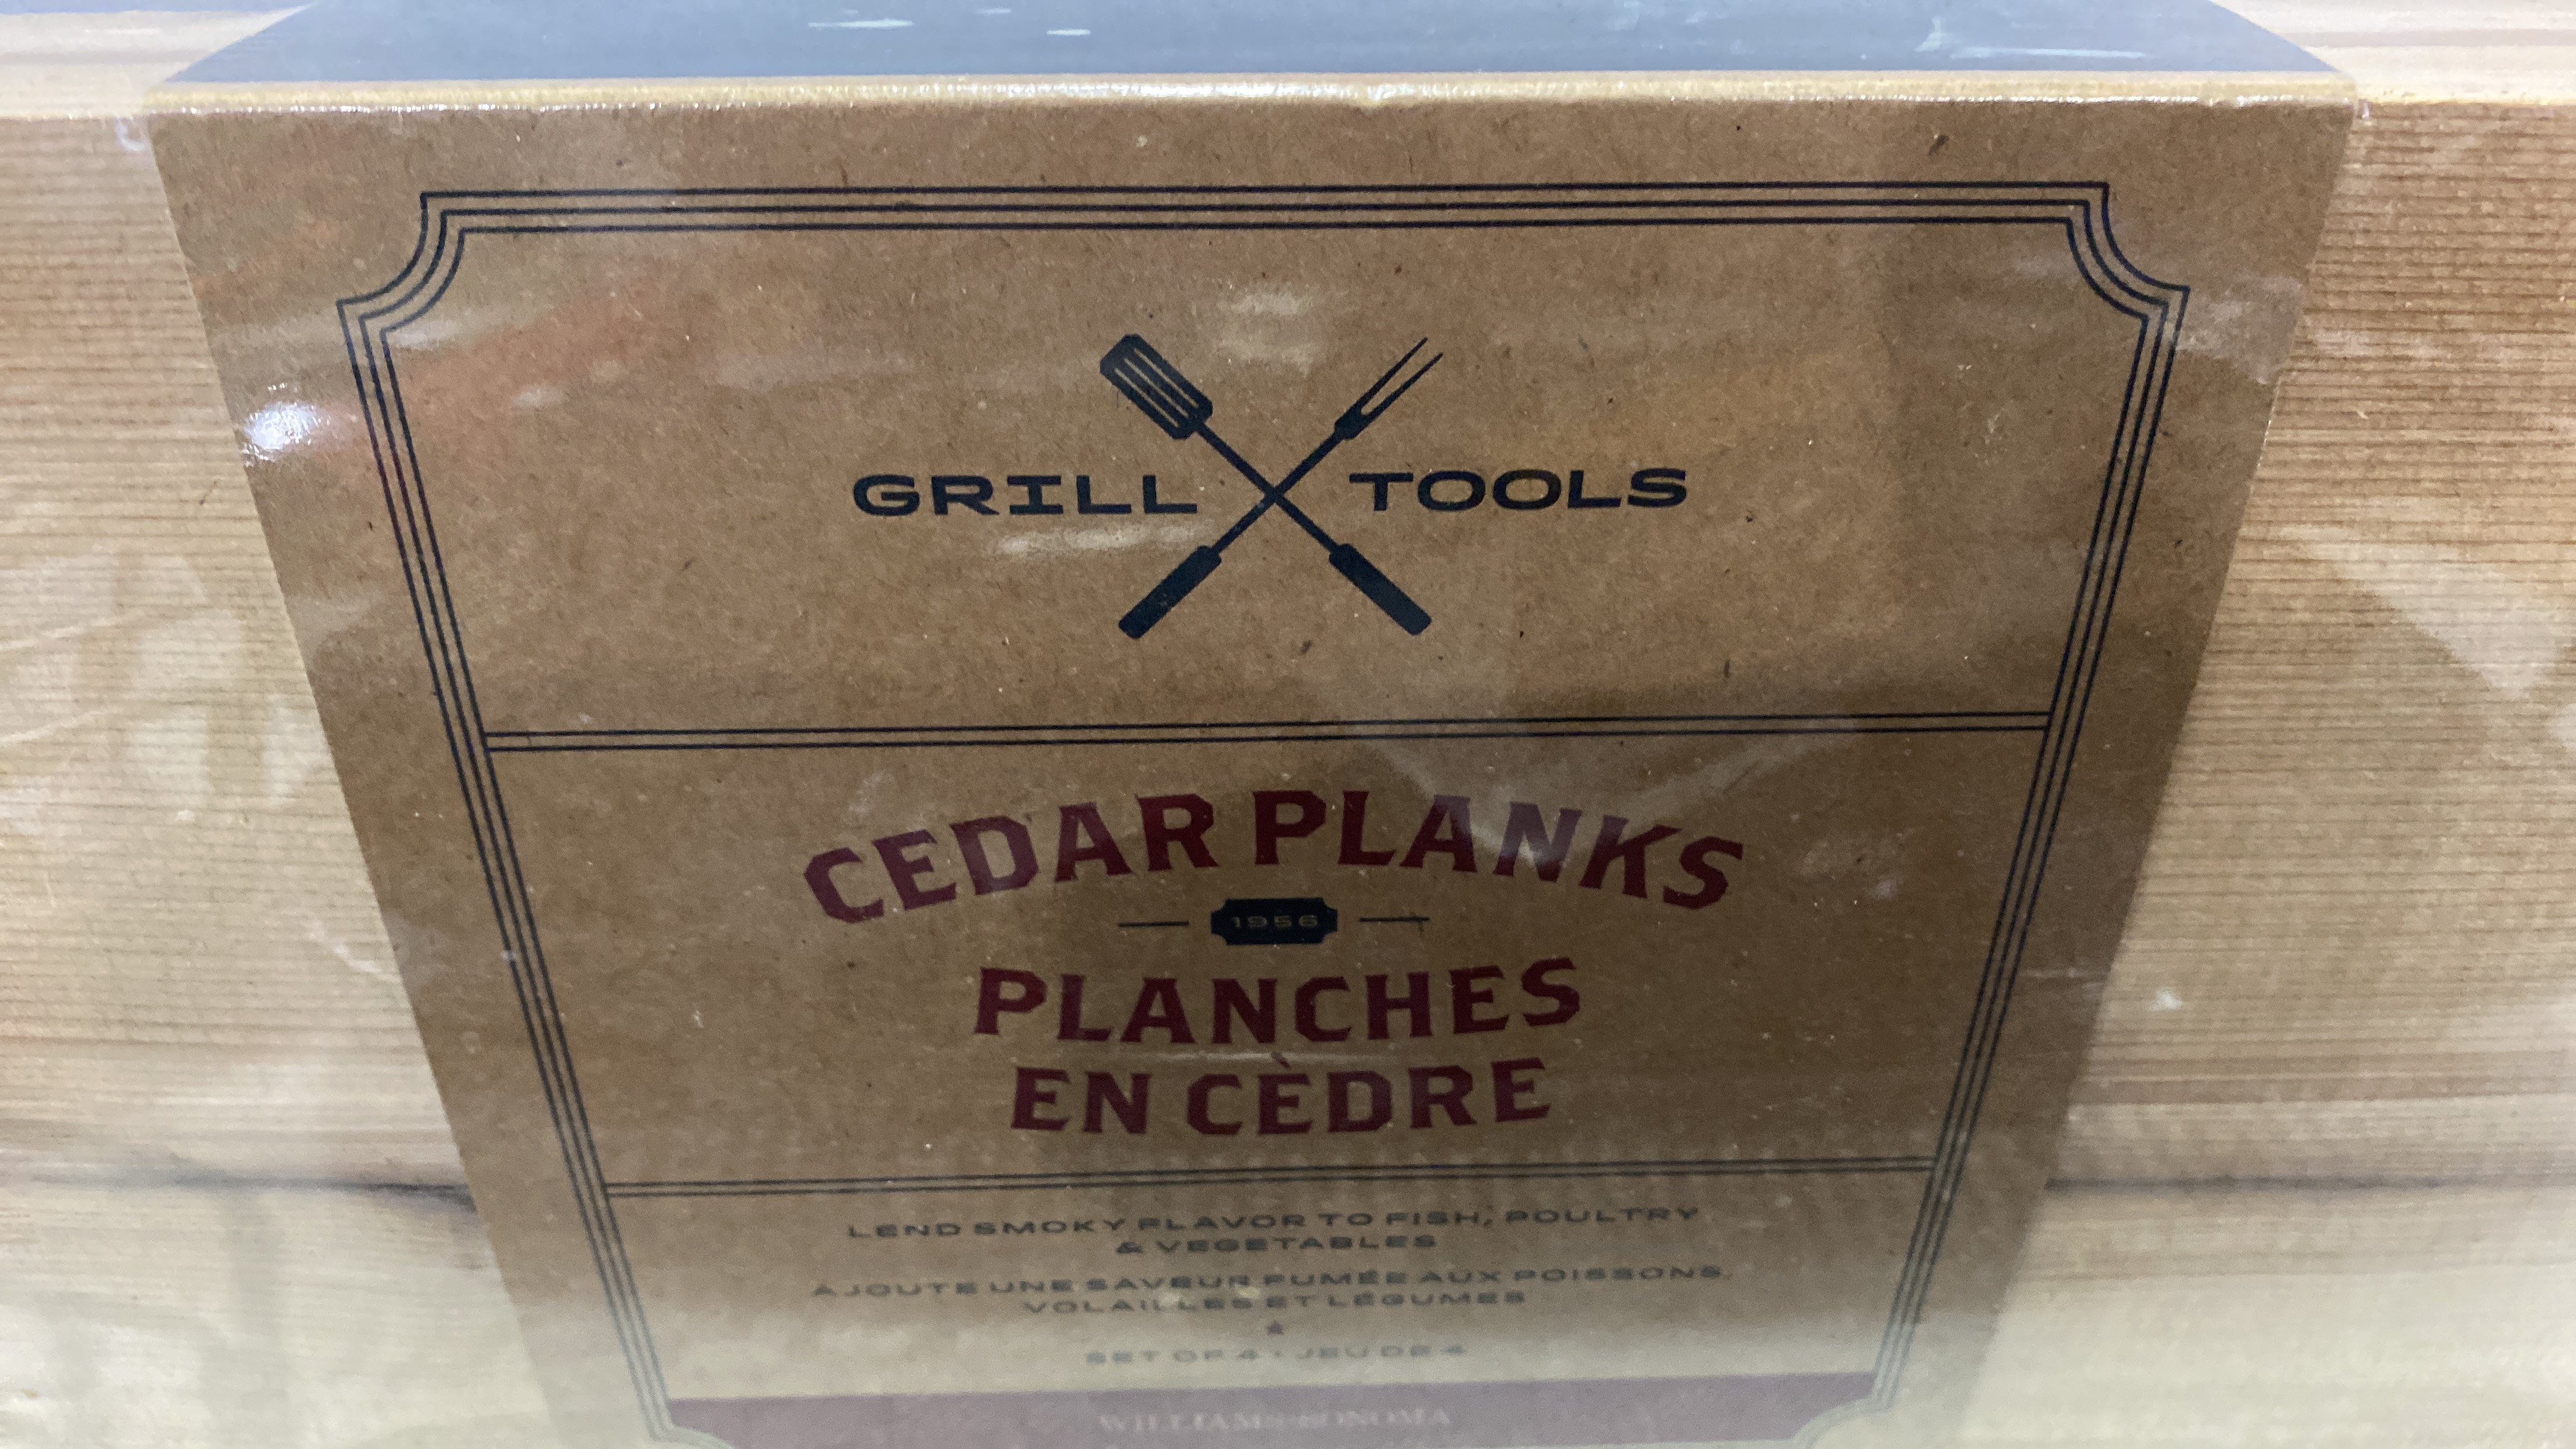 GRILL TOOLS
CEDAR PLANKS
1956
PLANCHES
EN CÈDRE
LEND SMOKY FLAVOR TO FISH, POULTRY
& VEGETABLES
AJOUTE UNE SAVEUR FUMÉE AUX POISSONS,
VOLAILLES ET LÉGUMES
SET OF 4 · JEU DE 4
WILLIAMS SONOMA